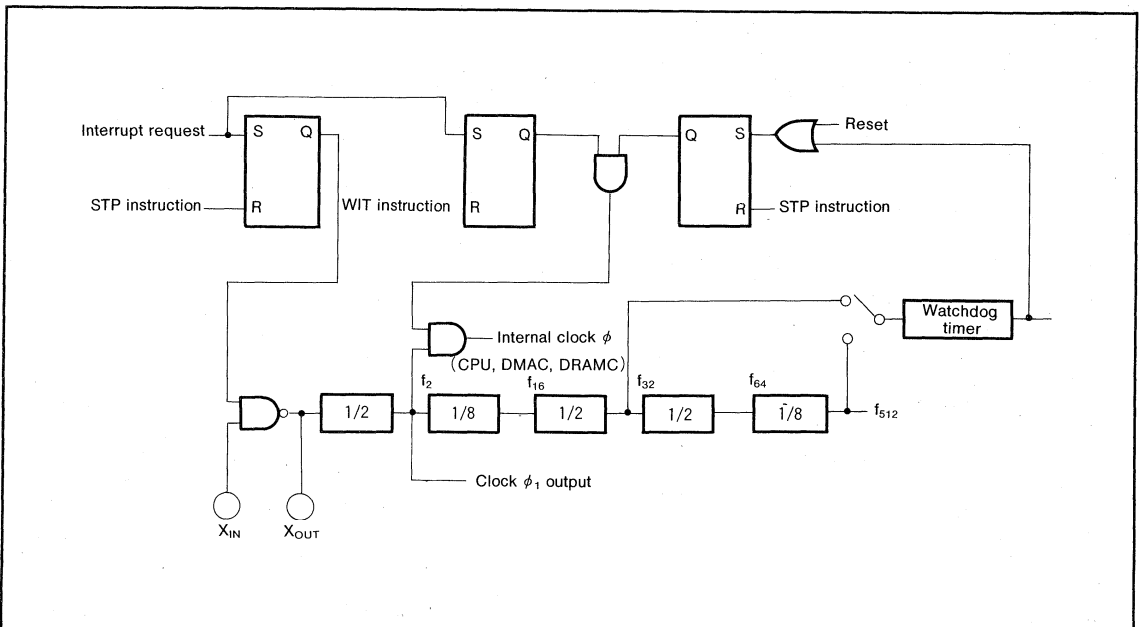 Interrupt request
S Q
S Q
Q S
Reset
STP instruction
R
WIT instruction
R
R
STP instruction
Internal clock ϕ
(CPU, DMAC, DRAMC)
Watchdog
timer
f2
f16
f32
f64
1/2
1/8
1/2
1/2
1/8
f512
Clock ϕ1 output
XIN
XOUT